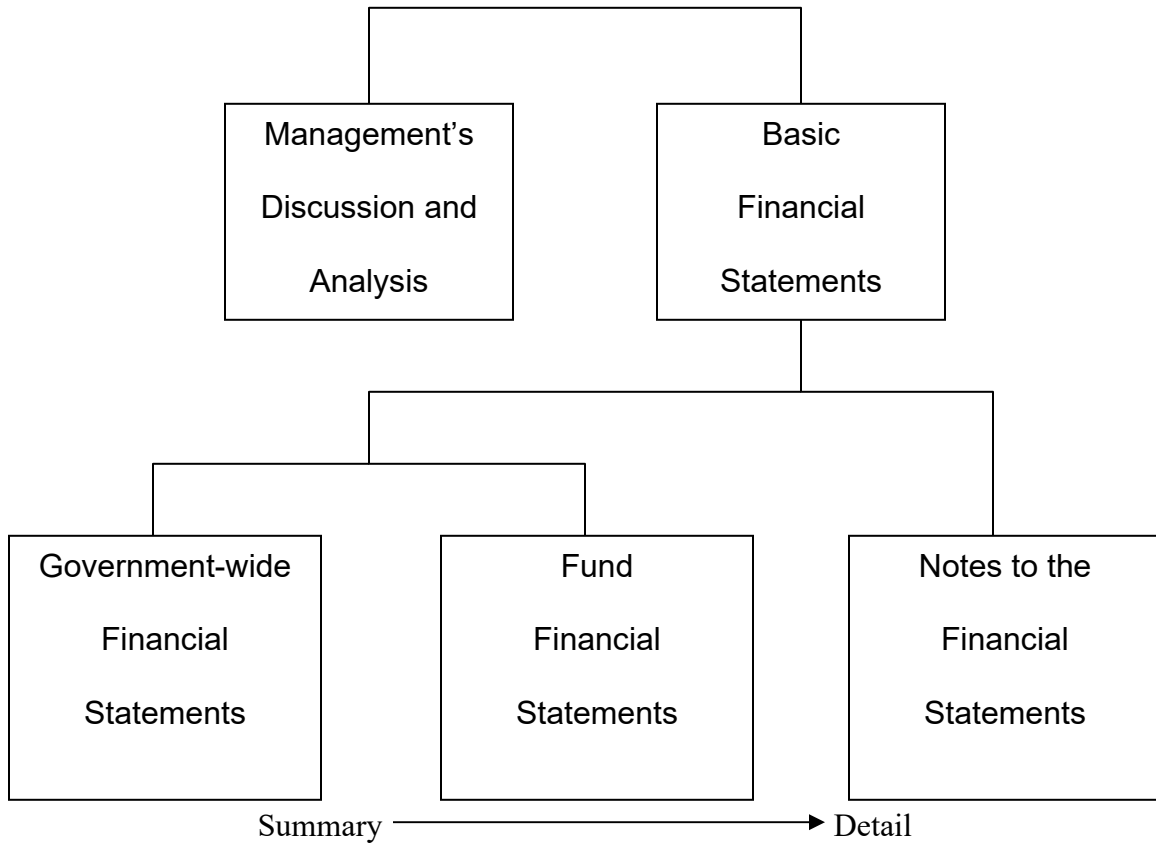 Management’s
Discussion and
Analysis
Basic
Financial
Statements
Government-wide
Financial
Statements
Fund
Financial
Statements
Notes to the
Financial
Statements
Summary
Detail